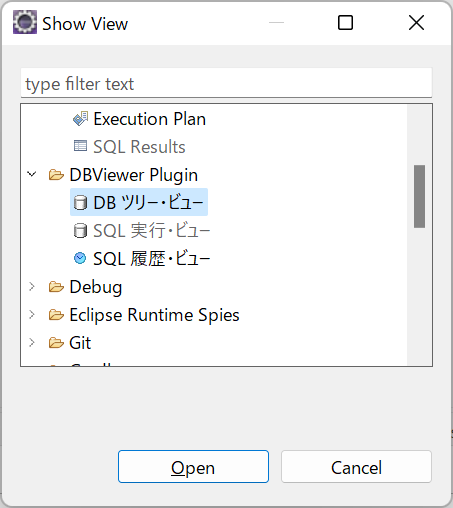 Show View
type filter text
Execution Plan
SQL Results
DBViewer Plugin
DB ツリー・ビュー
SQL 実行・ビュー
SQL 履歴・ビュー
Debug
Eclipse Runtime Spies
Git
Open
Cancel